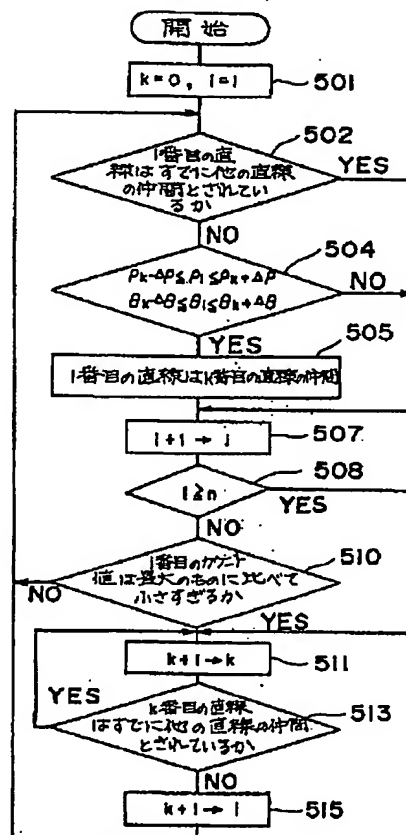 開始
k=0, i=1
501
502
i番目の直
線はすでに他の直線
の仲間とされてい
るか
YES
NO
504
ρk-Δρ≦ρi≦ρk+Δρ
θk-Δθ≦θi≦θk+Δθ
NO
YES
505
i番目の直線はk番目の直線の仲間
i+1→i
507
508
i≧n
YES
NO
i番目のカウント
値は最大のものに比べて
小さすぎるか
510
NO
YES
k+1→k
511
YES
k番目の直線
はすでに他の直線の仲間
とされているか
513
NO
k+1→i
515